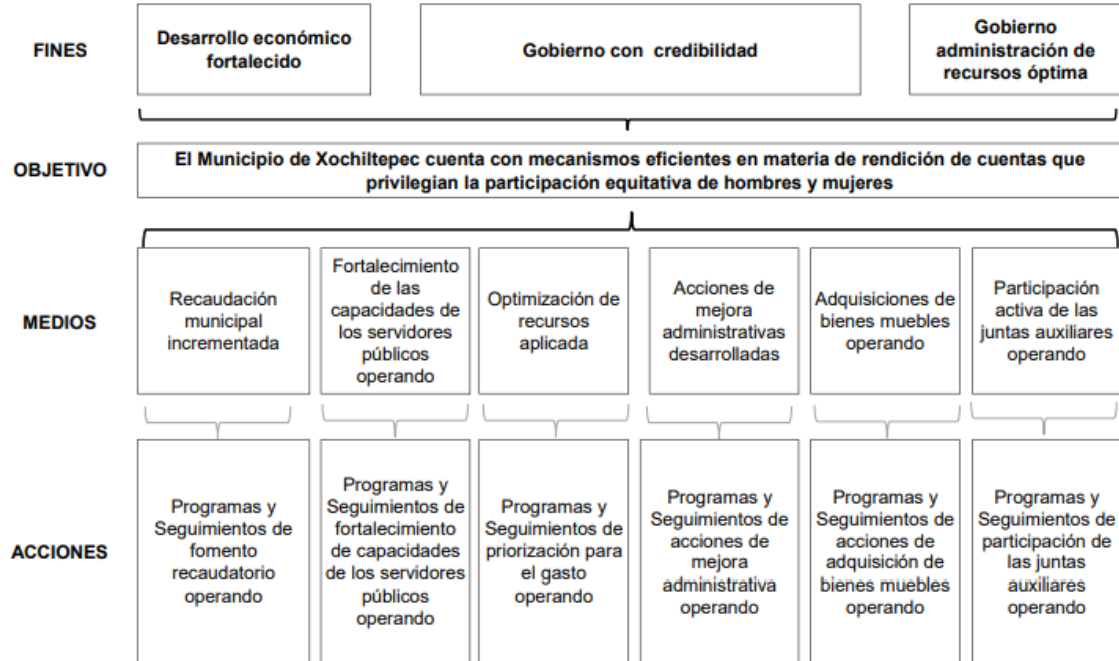 FINES
Desarrollo económico
fortalecido
Gobierno con credibilidad
Gobierno
administración de
recursos óptima
OBJETIVO
El Municipio de Xochiltepec cuenta con mecanismos eficientes en materia de rendición de cuentas que
privilegian la participación equitativa de hombres y mujeres
MEDIOS
Recaudación
municipal
incrementada
Fortalecimiento
de las
capacidades de
los servidores
públicos
operando
Optimización de
recursos
aplicada
Acciones de
mejora
administrativas
desarrolladas
Adquisiciones de
bienes muebles
operando
Participación
activa de las
juntas auxiliares
operando
ACCIONES
Programas y
Seguimientos de
fomento
recaudatorio
operando
Programas y
Seguimientos de
fortalecimiento
de capacidades
de los servidores
públicos
operando
Programas y
Seguimientos de
priorización para
el gasto
operando
Programas y
Seguimientos de
acciones de
mejora
administrativa
operando
Programas y
Seguimientos de
acciones de
adquisición de
bienes muebles
operando
Programas y
Seguimientos de
participación de
las juntas
auxiliares
operando